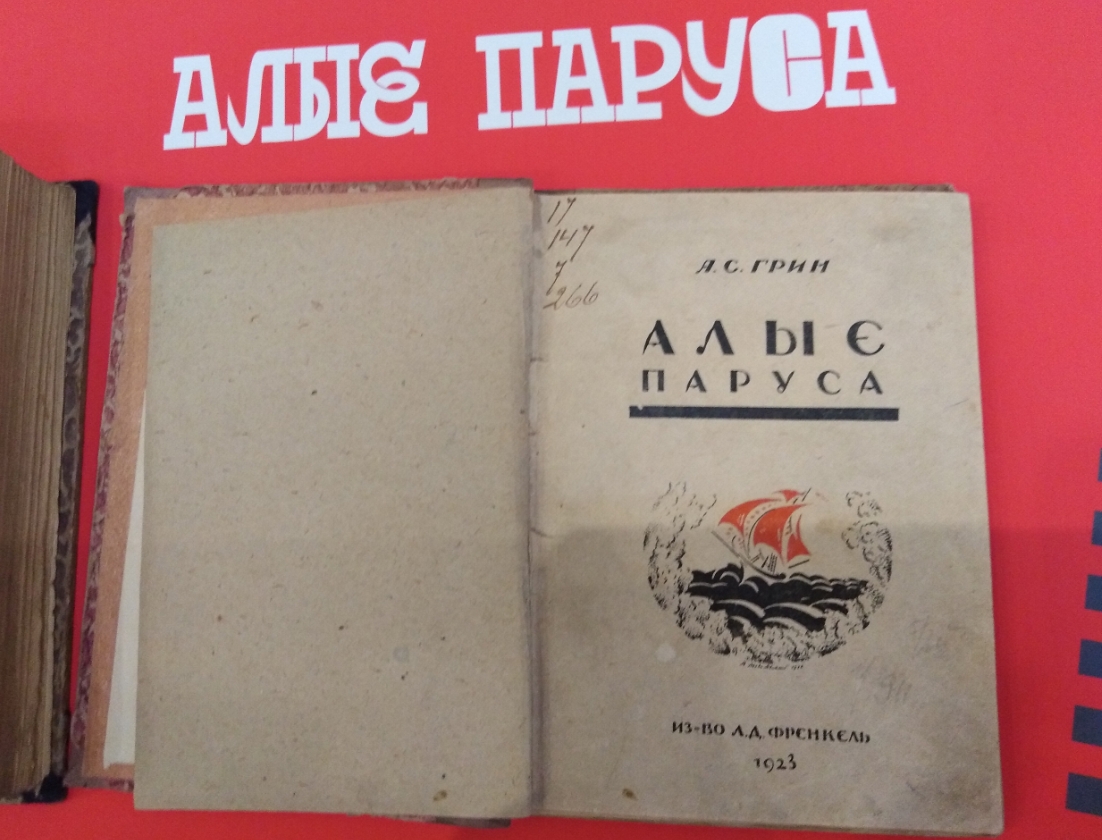 АЛЫЕ ПАРУСА
17
147
7
266
А.С. ГРИН
АЛЫЕ
ПАРУСА
ИЗ-ВО Л.Д. ФРЕНКЕЛЬ
1923